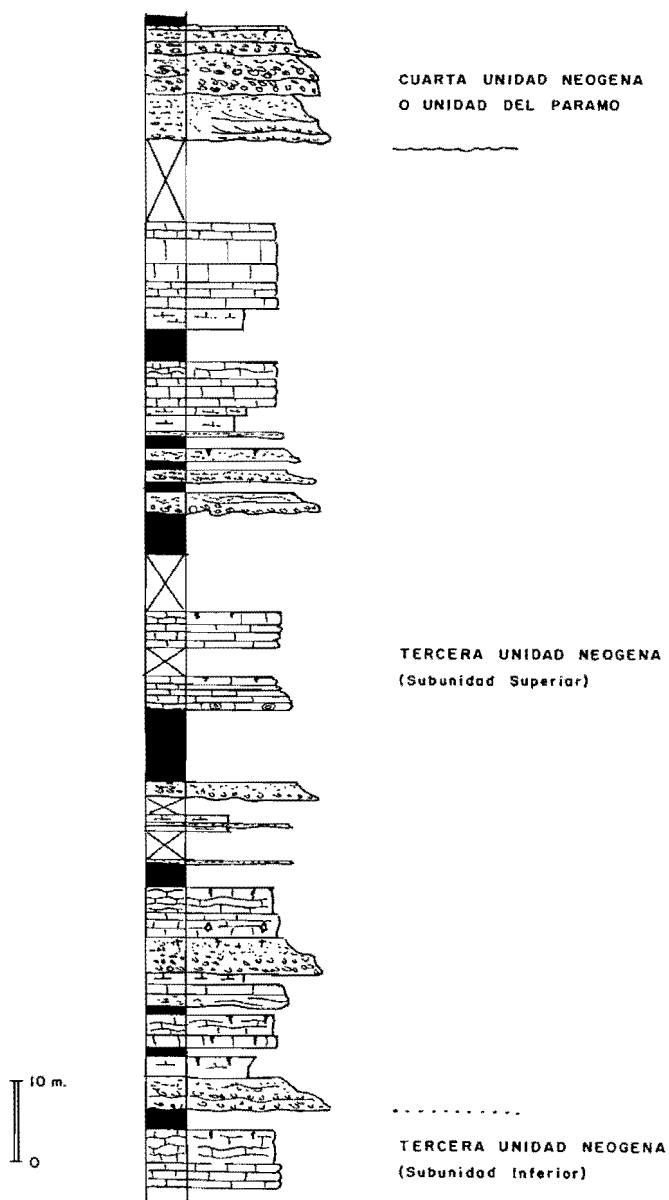 CUARTA UNIDAD NEOGENA
O UNIDAD DEL PARAMO
TERCERA UNIDAD NEOGENA
(Subunidad Superior)
10 m.
0
TERCERA UNIDAD NEOGENA
(Subunidad Inferior)